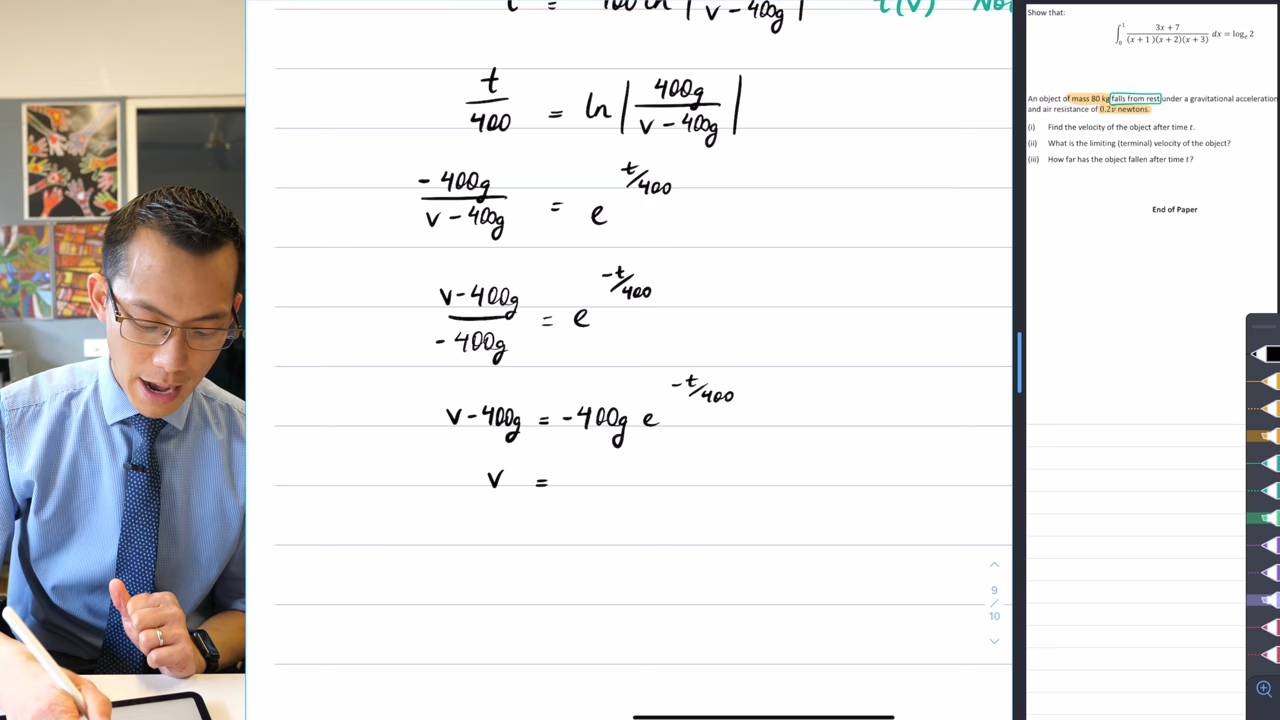 t = 400 ln | / v - 400g | t(v)
t/400 = ln | 400g / v - 400g |
- 400g / v - 400g = e^(t/400)
v - 400g / - 400g = e^(-t/400)
v - 400g = - 400g e^(-t/400)
v =
9
/
10
Show that:
∫₀¹ 3x + 7 / (x + 1)(x + 2)(x + 3) dx = logₑ 2
An object of mass 80 kg falls from rest under a gravitational acceleration
and air resistance of 0.2v newtons.
(i) Find the velocity of the object after time t.
(ii) What is the limiting (terminal) velocity of the object?
(iii) How far has the object fallen after time t?
End of Paper